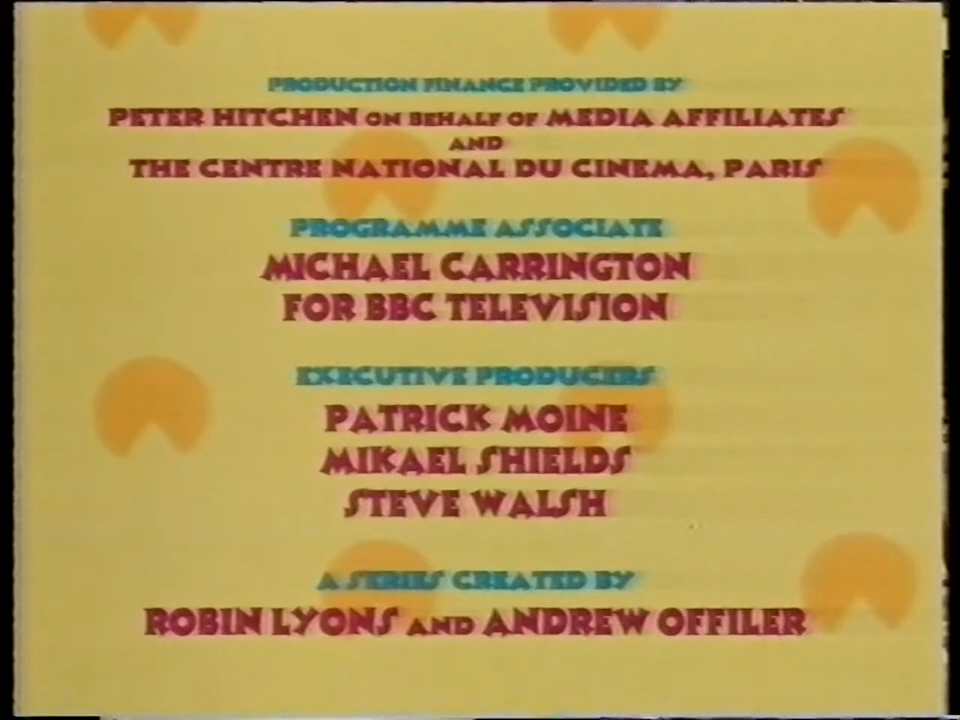 PRODUCTION FINANCE PROVIDED BY
PETER HITCHEN ON BEHALF OF MEDIA AFFILIATES
AND
THE CENTRE NATIONAL DU CINEMA, PARIS
PROGRAMME ASSOCIATE
MICHAEL CARRINGTON
FOR BBC TELEVISION
EXECUTIVE PRODUCERS
PATRICK MOINE
MIKAEL SHIELDS
STEVE WALSH
A SERIES CREATED BY
ROBIN LYONS AND ANDREW OFFILER